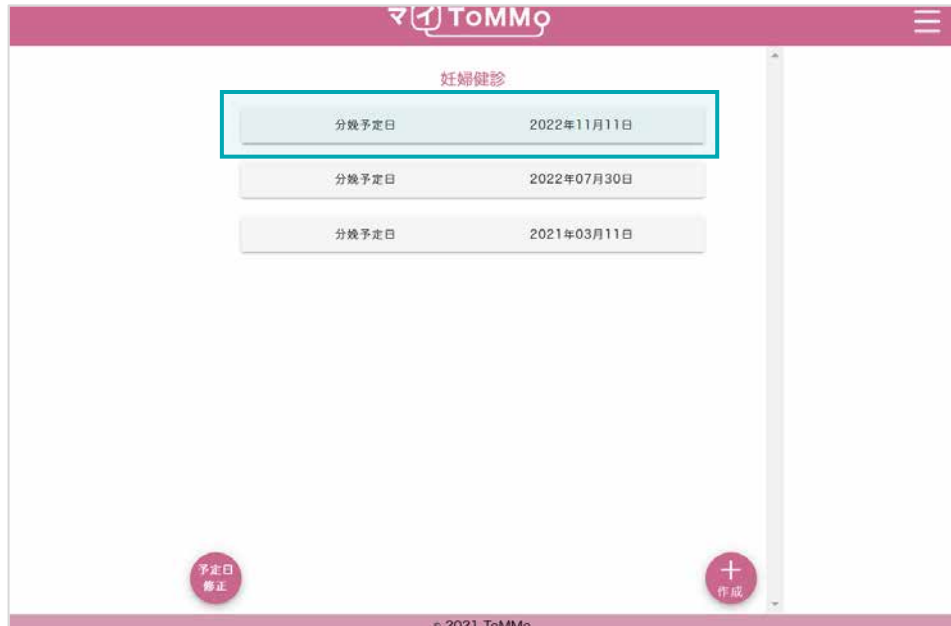 マイToMMo
妊婦健診
分娩予定日 2022年11月11日
分娩予定日 2022年07月30日
分娩予定日 2021年03月11日
予定日
修正
作成
© 2021 ToMMo